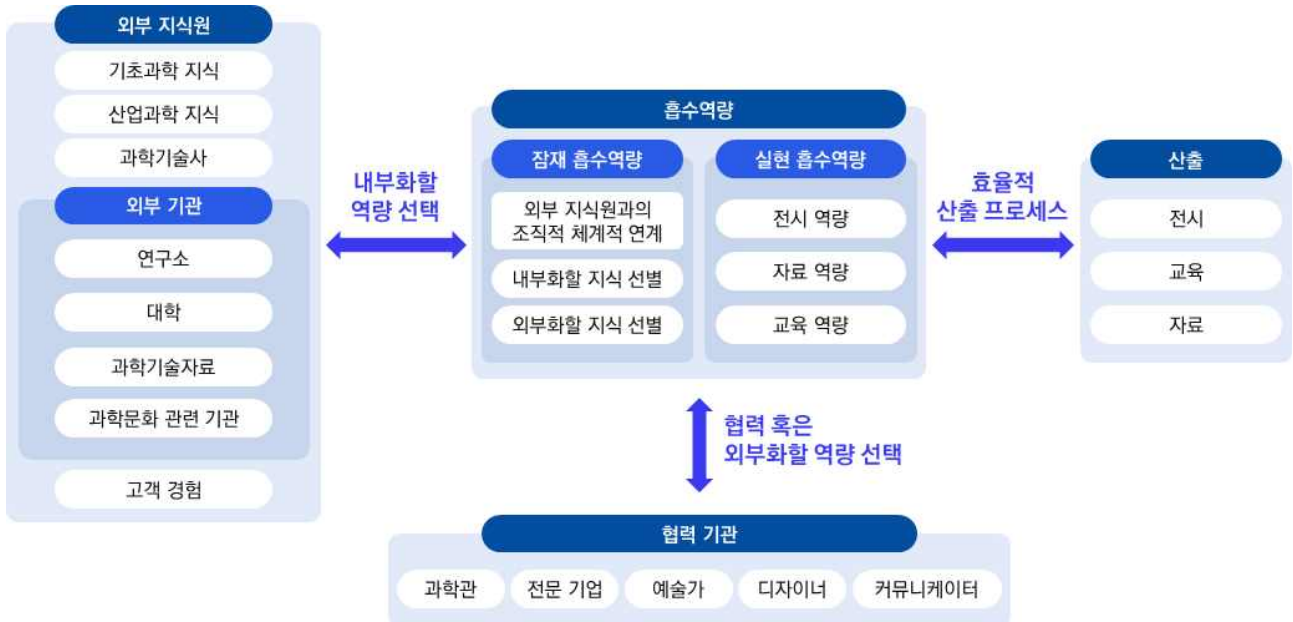 외부 지식원
기초과학 지식
산업과학 지식
과학기술사
외부 기관
연구소
대학
과학기술자료
과학문화 관련 기관
고객 경험
내부화할
역량 선택
흡수역량
잠재 흡수역량
외부 지식원과의
조직적 체계적 연계
내부화할 지식 선별
외부화할 지식 선별
실현 흡수역량
전시 역량
자료 역량
교육 역량
효율적
산출 프로세스
산출
전시
교육
자료
협력 혹은
외부화할 역량 선택
협력 기관
과학관 전문 기업 예술가 디자이너 커뮤니케이터